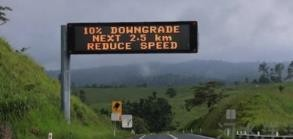 10% DOWNGRADE
NEXT 2.5 km
REDUCE SPEED